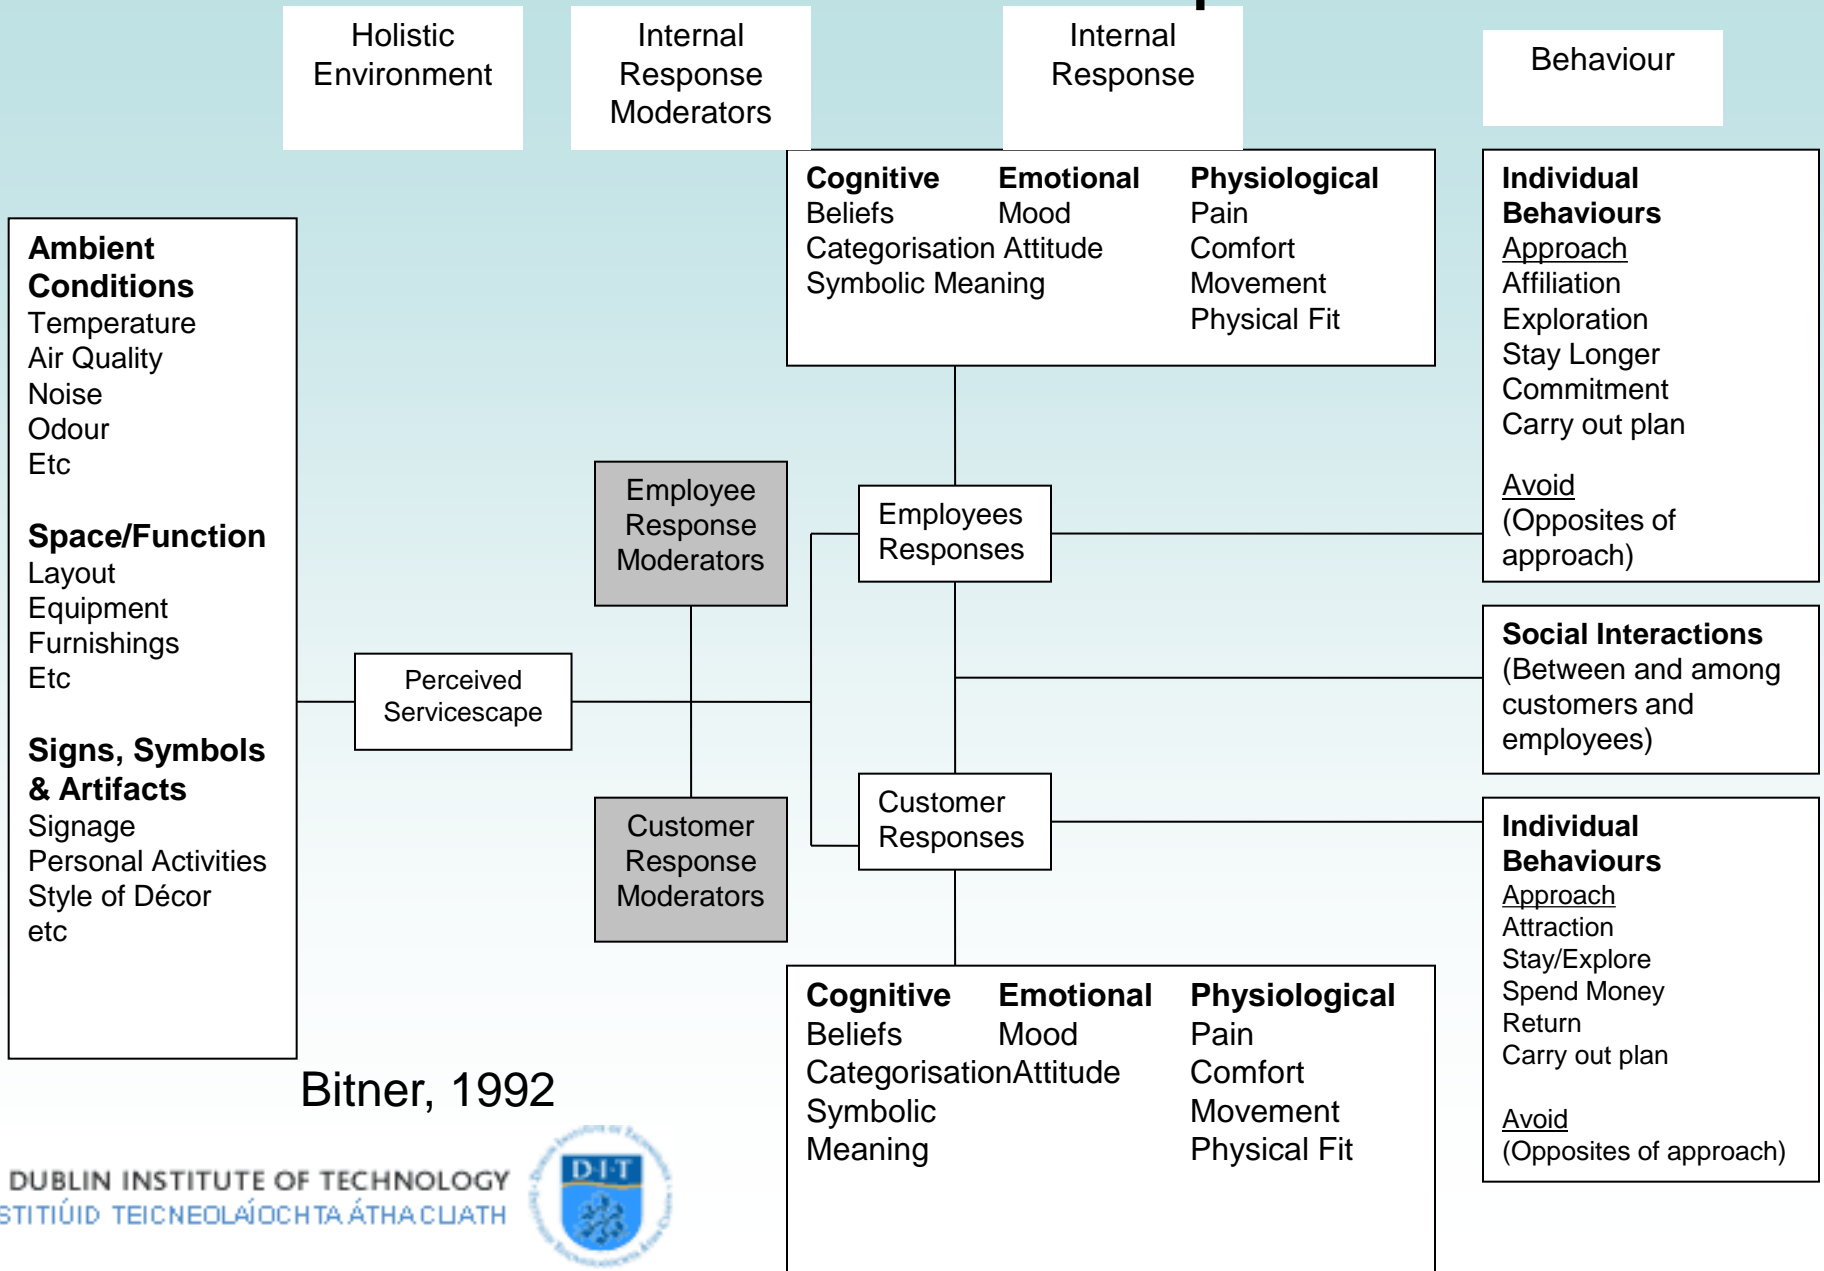 Holistic
Environment
Internal
Response
Moderators
Internal
Response
Behaviour
Ambient
Conditions
Temperature
Air Quality
Noise
Odour
Etc
Space/Function
Layout
Equipment
Furnishings
Etc
Signs, Symbols
& Artifacts
Signage
Personal Activities
Style of Décor
etc
Perceived
Servicescape
Employee
Response
Moderators
Customer
Response
Moderators
Cognitive Emotional Physiological
Beliefs Mood Pain
Categorisation Attitude Comfort
Symbolic Meaning Movement
Physical Fit
Employees
Responses
Customer
Responses
Cognitive Emotional Physiological
Beliefs Mood Pain
CategorisationAttitude Comfort
Symbolic Movement
Meaning Physical Fit
Individual
Behaviours
Approach
Affiliation
Exploration
Stay Longer
Commitment
Carry out plan
Avoid
(Opposites of
approach)
Social Interactions
(Between and among
customers and
employees)
Individual
Behaviours
Approach
Attraction
Stay/Explore
Spend Money
Return
Carry out plan
Avoid
(Opposites of approach)
Bitner, 1992
DUBLIN INSTITUTE OF TECHNOLOGY
STITIÚID TEICNEOLAÍOCHTA ÁTHA CLIATH
D·I·T